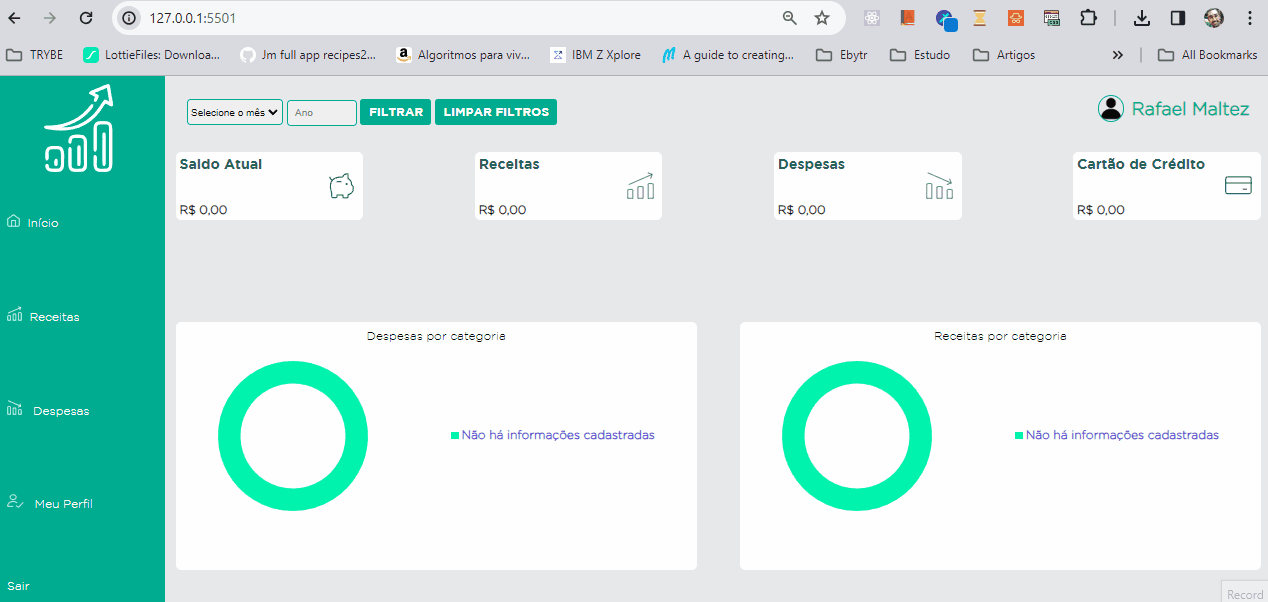 127.0.0.1:5501
TRYBE
LottieFiles: Downloa...
Jm full app recipes2...
Algoritmos para viv...
IBM Z Xplore
A guide to creating...
Ebytr
Estudo
Artigos
»
All Bookmarks
Selecione o mês
Ano
FILTRAR
LIMPAR FILTROS
Rafael Maltez
Início
Receitas
Despesas
Meu Perfil
Sair
Saldo Atual
R$ 0,00
Receitas
R$ 0,00
Despesas
R$ 0,00
Cartão de Crédito
R$ 0,00
Despesas por categoria
Não há informações cadastradas
Receitas por categoria
Não há informações cadastradas
Record